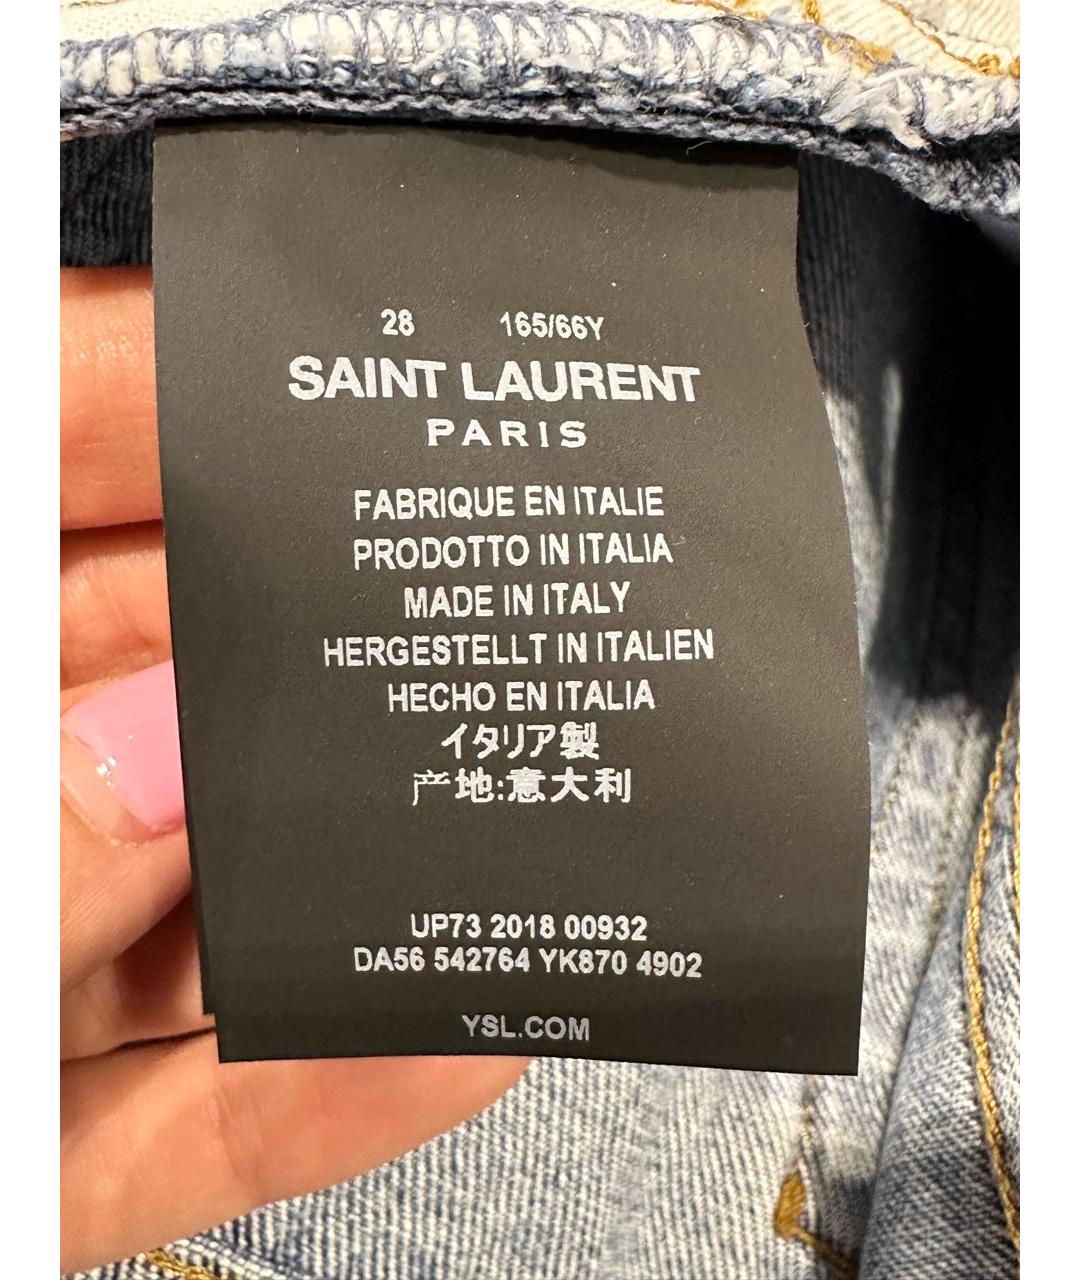 28 165/66Y
SAINT LAURENT
PARIS
FABRIQUE EN ITALIE
PRODOTTO IN ITALIA
MADE IN ITALY
HERGESTELLT IN ITALIEN
HECHO EN ITALIA
イタリア製
产地:意大利
UP73 2018 00932
DA56 542764 YK870 4902
YSL.COM